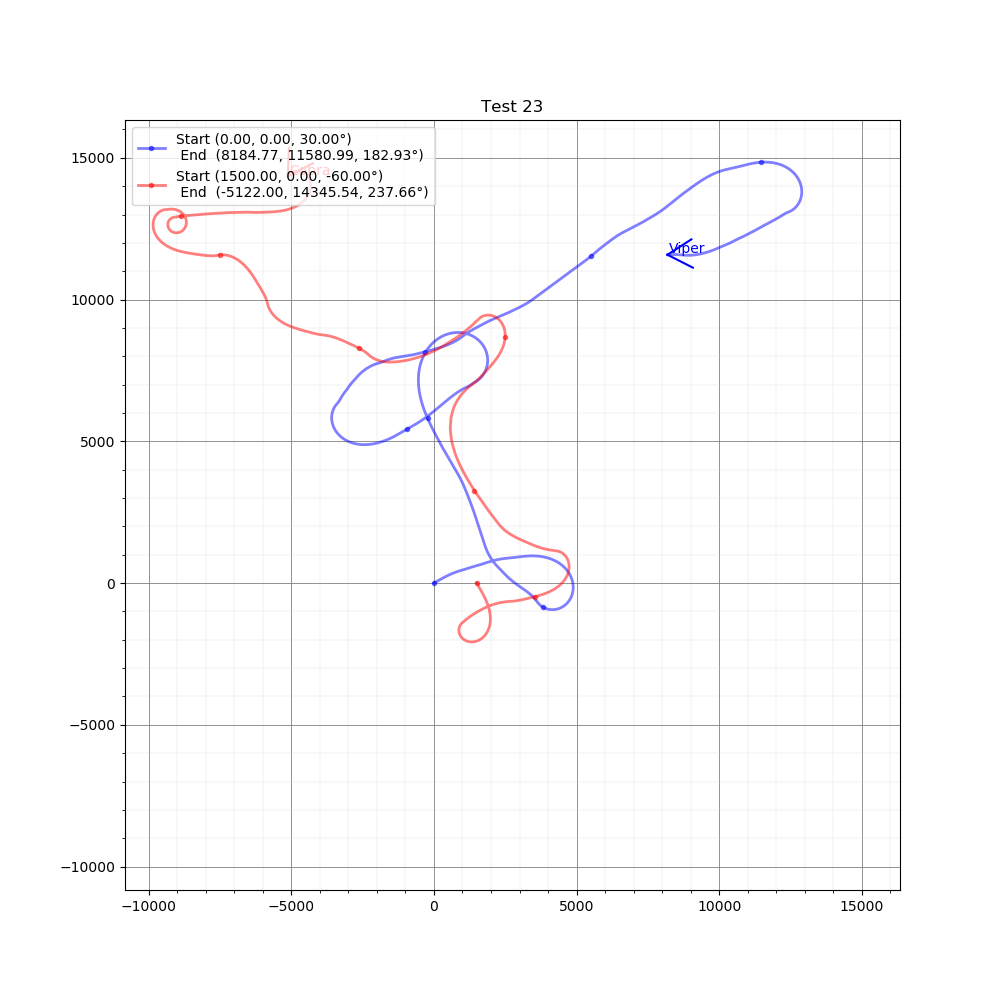 Test 23
Start (0.00, 0.00, 30.00°)
End (8184.77, 11580.99, 182.93°)
Start (1500.00, 0.00, -60.00°)
End (-5122.00, 14345.54, 237.66°)
Viper
15000
10000
5000
0
−5000
−10000
−10000 −5000 0 5000 10000 15000